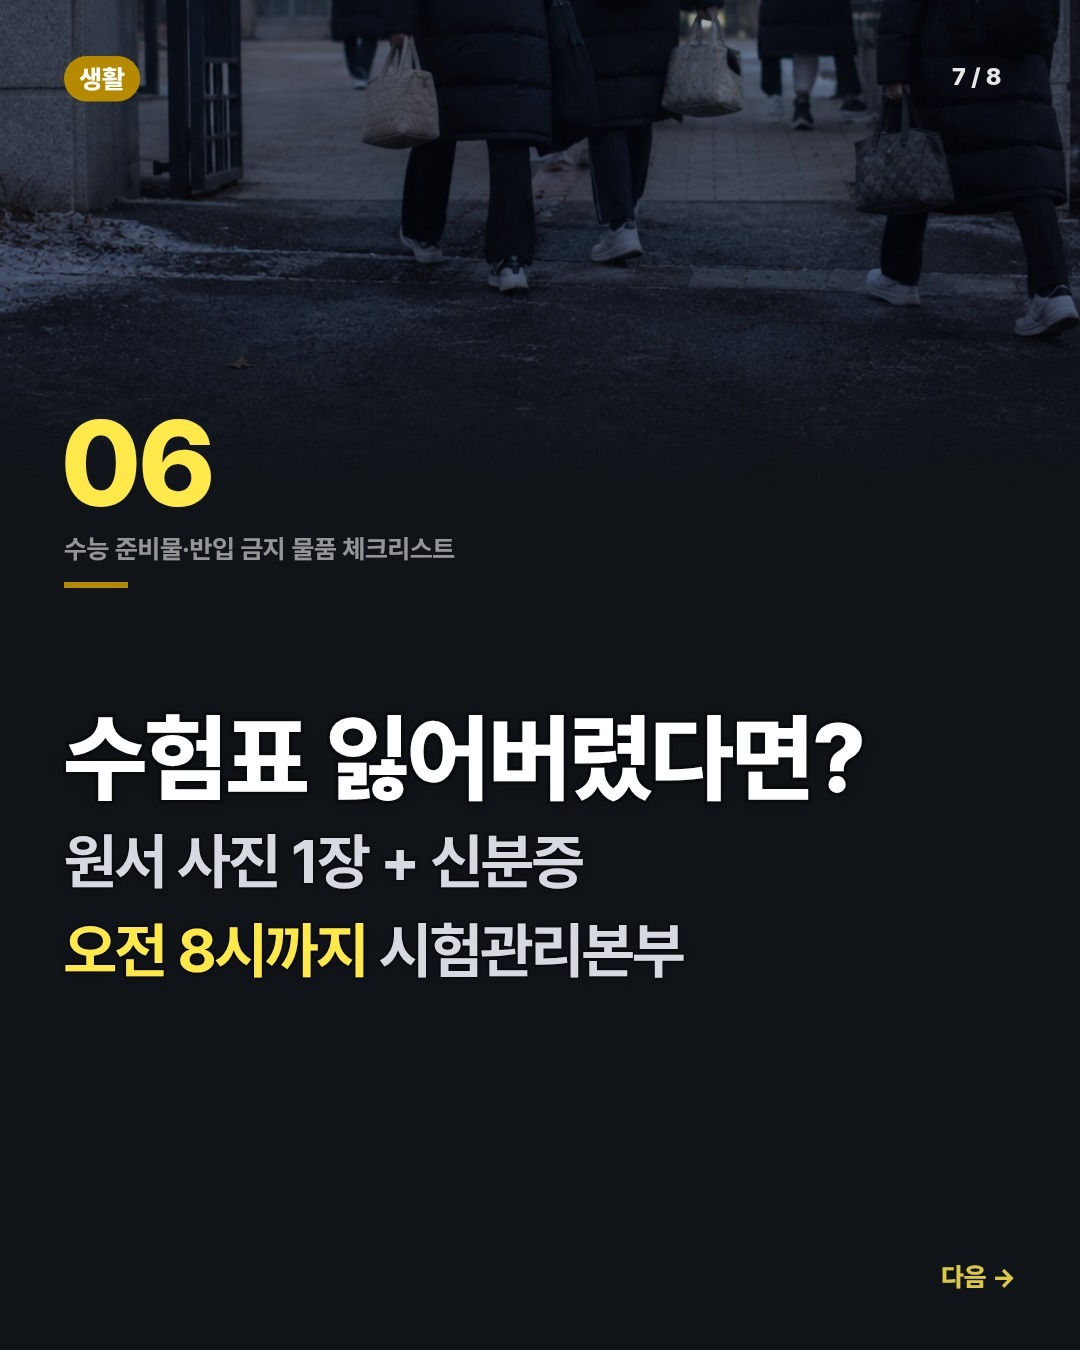 생활
7 / 8
06
수능 준비물·반입 금지 물품 체크리스트
수험표 잃어버렸다면?
원서 사진 1장 + 신분증
오전 8시까지 시험관리본부
다음 →